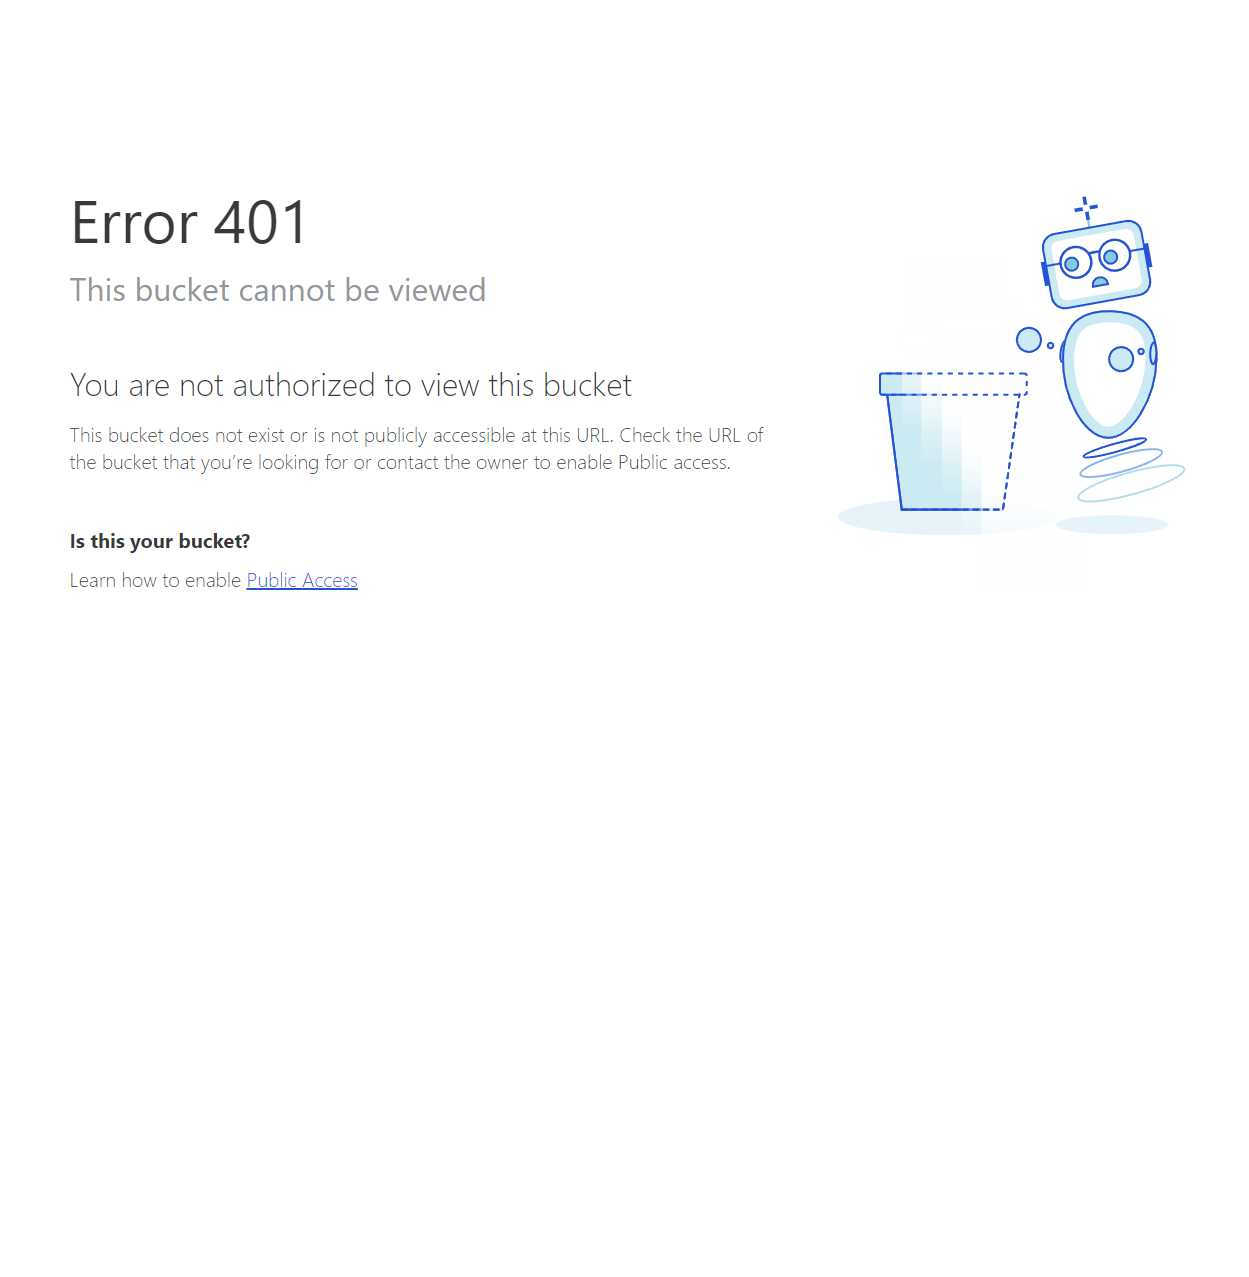 Error 401
This bucket cannot be viewed
You are not authorized to view this bucket
This bucket does not exist or is not publicly accessible at this URL. Check the URL of
the bucket that you’re looking for or contact the owner to enable Public access.
Is this your bucket?
Learn how to enable Public Access